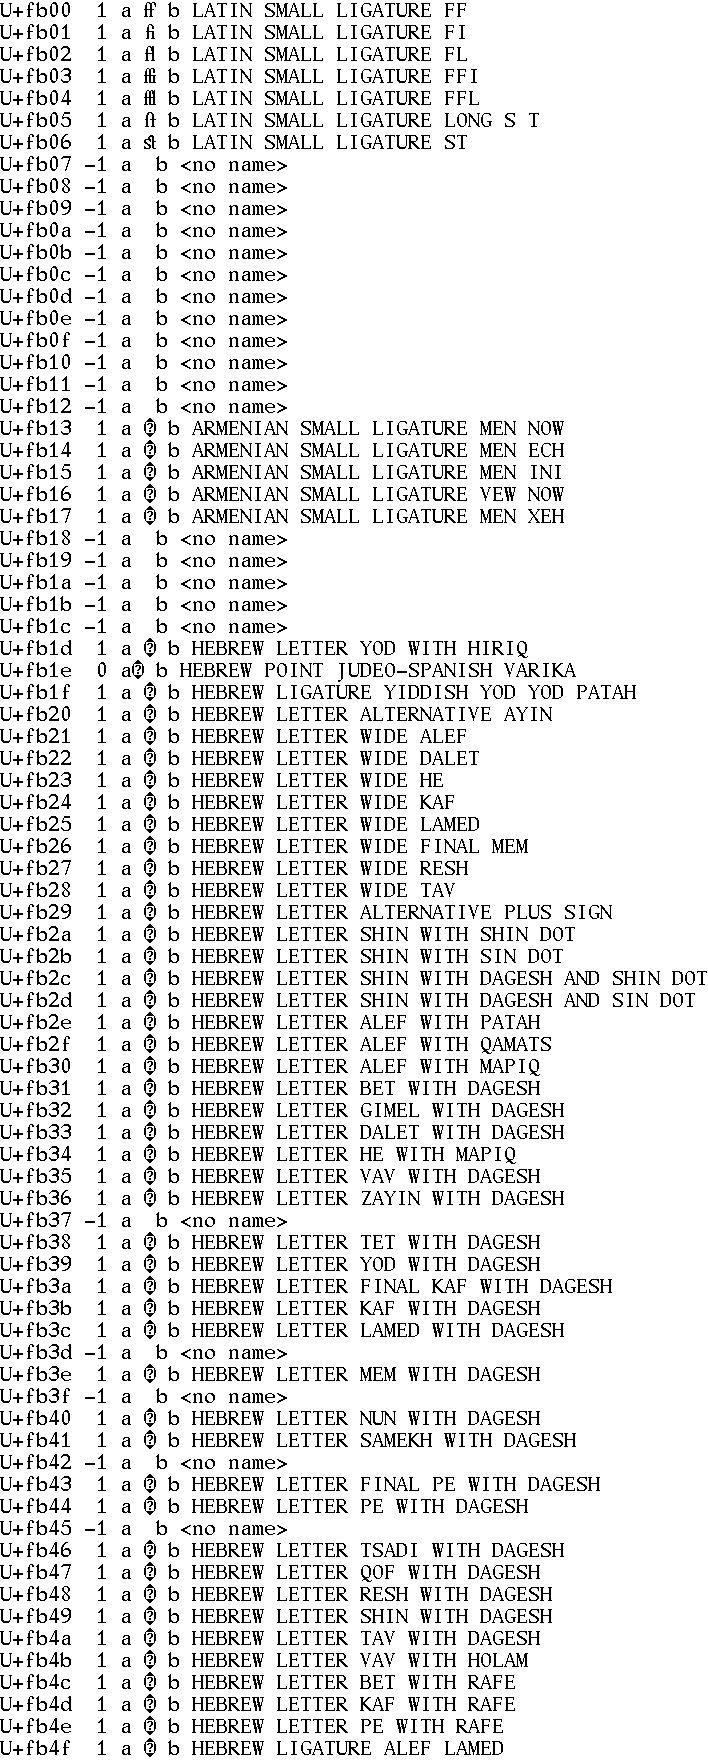 U+fb00  1 a ff b LATIN SMALL LIGATURE FF
U+fb01  1 a fi b LATIN SMALL LIGATURE FI
U+fb02  1 a fl b LATIN SMALL LIGATURE FL
U+fb03  1 a ffi b LATIN SMALL LIGATURE FFI
U+fb04  1 a ffl b LATIN SMALL LIGATURE FFL
U+fb05  1 a ſt b LATIN SMALL LIGATURE LONG S T
U+fb06  1 a st b LATIN SMALL LIGATURE ST
U+fb07 -1 a  b <no name>
U+fb08 -1 a  b <no name>
U+fb09 -1 a  b <no name>
U+fb0a -1 a  b <no name>
U+fb0b -1 a  b <no name>
U+fb0c -1 a  b <no name>
U+fb0d -1 a  b <no name>
U+fb0e -1 a  b <no name>
U+fb0f -1 a  b <no name>
U+fb10 -1 a  b <no name>
U+fb11 -1 a  b <no name>
U+fb12 -1 a  b <no name>
U+fb13  1 a � b ARMENIAN SMALL LIGATURE MEN NOW
U+fb14  1 a � b ARMENIAN SMALL LIGATURE MEN ECH
U+fb15  1 a � b ARMENIAN SMALL LIGATURE MEN INI
U+fb16  1 a � b ARMENIAN SMALL LIGATURE VEW NOW
U+fb17  1 a � b ARMENIAN SMALL LIGATURE MEN XEH
U+fb18 -1 a  b <no name>
U+fb19 -1 a  b <no name>
U+fb1a -1 a  b <no name>
U+fb1b -1 a  b <no name>
U+fb1c -1 a  b <no name>
U+fb1d  1 a � b HEBREW LETTER YOD WITH HIRIQ
U+fb1e  0 a� b HEBREW POINT JUDEO-SPANISH VARIKA
U+fb1f  1 a � b HEBREW LIGATURE YIDDISH YOD YOD PATAH
U+fb20  1 a � b HEBREW LETTER ALTERNATIVE AYIN
U+fb21  1 a � b HEBREW LETTER WIDE ALEF
U+fb22  1 a � b HEBREW LETTER WIDE DALET
U+fb23  1 a � b HEBREW LETTER WIDE HE
U+fb24  1 a � b HEBREW LETTER WIDE KAF
U+fb25  1 a � b HEBREW LETTER WIDE LAMED
U+fb26  1 a � b HEBREW LETTER WIDE FINAL MEM
U+fb27  1 a � b HEBREW LETTER WIDE RESH
U+fb28  1 a � b HEBREW LETTER WIDE TAV
U+fb29  1 a � b HEBREW LETTER ALTERNATIVE PLUS SIGN
U+fb2a  1 a � b HEBREW LETTER SHIN WITH SHIN DOT
U+fb2b  1 a � b HEBREW LETTER SHIN WITH SIN DOT
U+fb2c  1 a � b HEBREW LETTER SHIN WITH DAGESH AND SHIN DOT
U+fb2d  1 a � b HEBREW LETTER SHIN WITH DAGESH AND SIN DOT
U+fb2e  1 a � b HEBREW LETTER ALEF WITH PATAH
U+fb2f  1 a � b HEBREW LETTER ALEF WITH QAMATS
U+fb30  1 a � b HEBREW LETTER ALEF WITH MAPIQ
U+fb31  1 a � b HEBREW LETTER BET WITH DAGESH
U+fb32  1 a � b HEBREW LETTER GIMEL WITH DAGESH
U+fb33  1 a � b HEBREW LETTER DALET WITH DAGESH
U+fb34  1 a � b HEBREW LETTER HE WITH MAPIQ
U+fb35  1 a � b HEBREW LETTER VAV WITH DAGESH
U+fb36  1 a � b HEBREW LETTER ZAYIN WITH DAGESH
U+fb37 -1 a  b <no name>
U+fb38  1 a � b HEBREW LETTER TET WITH DAGESH
U+fb39  1 a � b HEBREW LETTER YOD WITH DAGESH
U+fb3a  1 a � b HEBREW LETTER FINAL KAF WITH DAGESH
U+fb3b  1 a � b HEBREW LETTER KAF WITH DAGESH
U+fb3c  1 a � b HEBREW LETTER LAMED WITH DAGESH
U+fb3d -1 a  b <no name>
U+fb3e  1 a � b HEBREW LETTER MEM WITH DAGESH
U+fb3f -1 a  b <no name>
U+fb40  1 a � b HEBREW LETTER NUN WITH DAGESH
U+fb41  1 a � b HEBREW LETTER SAMEKH WITH DAGESH
U+fb42 -1 a  b <no name>
U+fb43  1 a � b HEBREW LETTER FINAL PE WITH DAGESH
U+fb44  1 a � b HEBREW LETTER PE WITH DAGESH
U+fb45 -1 a  b <no name>
U+fb46  1 a � b HEBREW LETTER TSADI WITH DAGESH
U+fb47  1 a � b HEBREW LETTER QOF WITH DAGESH
U+fb48  1 a � b HEBREW LETTER RESH WITH DAGESH
U+fb49  1 a � b HEBREW LETTER SHIN WITH DAGESH
U+fb4a  1 a � b HEBREW LETTER TAV WITH DAGESH
U+fb4b  1 a � b HEBREW LETTER VAV WITH HOLAM
U+fb4c  1 a � b HEBREW LETTER BET WITH RAFE
U+fb4d  1 a � b HEBREW LETTER KAF WITH RAFE
U+fb4e  1 a � b HEBREW LETTER PE WITH RAFE
U+fb4f  1 a � b HEBREW LIGATURE ALEF LAMED